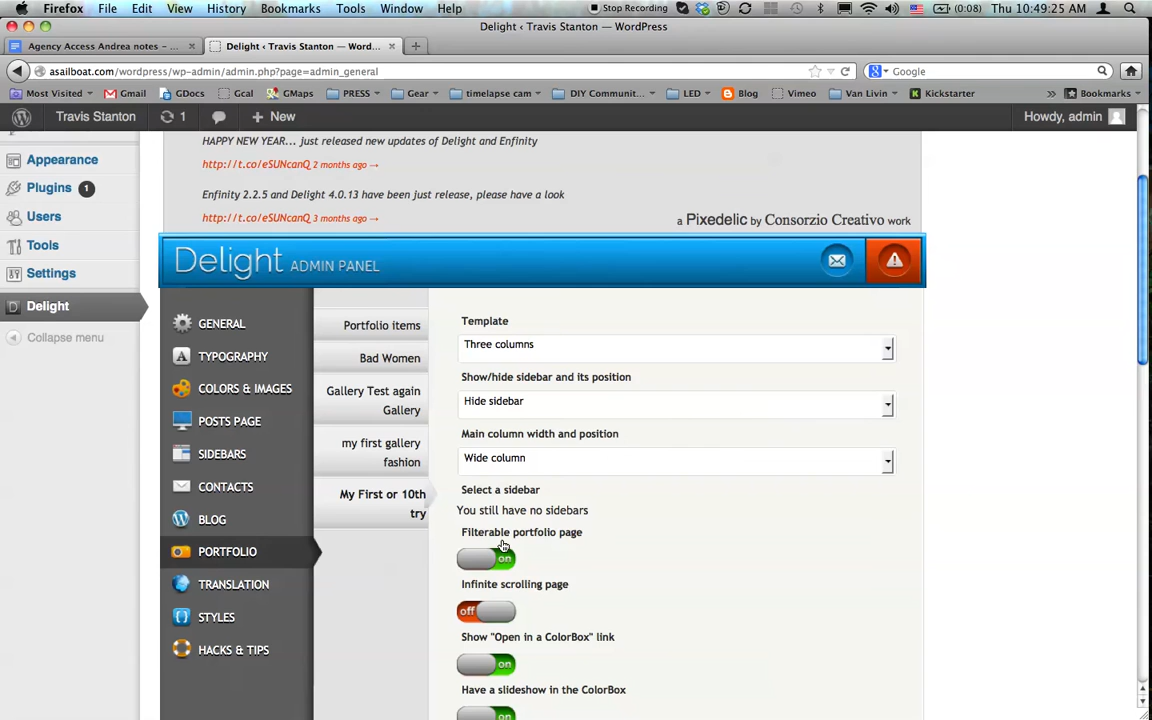 Firefox File Edit View History Bookmarks Tools Window Help Stop Recording (0:08) Thu 10:49:25 AM
Delight ‹ Travis Stanton — WordPress
Agency Access Andrea notes – ... Delight ‹ Travis Stanton — Word...
asailboat.com/wordpress/wp-admin/admin.php?page=admin_general Google
Most Visited Gmail GDocs Gcal GMaps PRESS Gear timelapse cam DIY Communit... LED Blog Vimeo Van Livin Kickstarter Bookmarks
Travis Stanton 1 New Howdy, admin
HAPPY NEW YEAR... just released new updates of Delight and Enfinity
http://t.co/eSUNcanQ 2 months ago →
Enfinity 2.2.5 and Delight 4.0.13 have been just release, please have a look
http://t.co/eSUNcanQ 3 months ago →
a Pixedelic by Consorzio Creativo work
Appearance
Plugins 1
Users
Tools
Settings
Delight
Collapse menu
Delight ADMIN PANEL
GENERAL
TYPOGRAPHY
COLORS & IMAGES
POSTS PAGE
SIDEBARS
CONTACTS
BLOG
PORTFOLIO
TRANSLATION
STYLES
HACKS & TIPS
Portfolio items
Bad Women
Gallery Test again
Gallery
my first gallery
fashion
My First or 10th
try
Template
Three columns
Show/hide sidebar and its position
Hide sidebar
Main column width and position
Wide column
Select a sidebar
You still have no sidebars
Filterable portfolio page
on
Infinite scrolling page
off
Show "Open in a ColorBox" link
on
Have a slideshow in the ColorBox
on